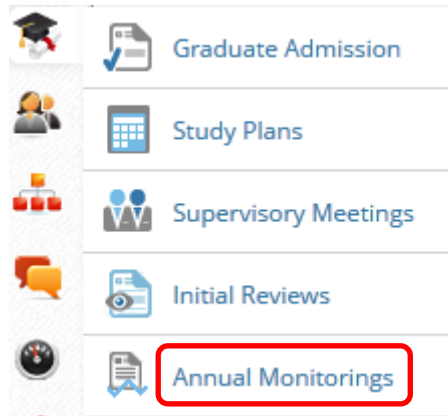 Graduate Admission
Study Plans
Supervisory Meetings
Initial Reviews
Annual Monitorings